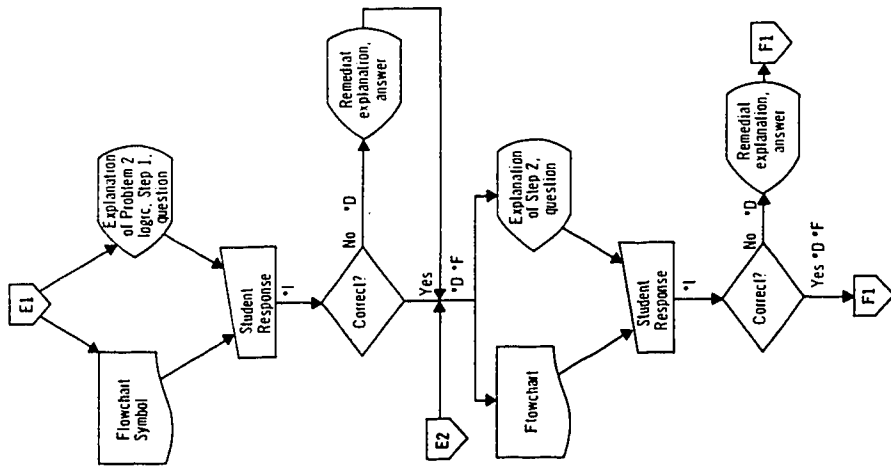 E1
Flowchart
Symbol
Explanation
of Problem 2
logic, Step 1,
question
Student
Response
*I
Correct?
No *D
Remedial
explanation,
answer
Yes
*D *F
E2
Flowchart
Explanation
of Step 2,
question
Student
Response
*I
Correct?
No *D
Remedial
explanation,
answer
F1
Yes *D *F
F1